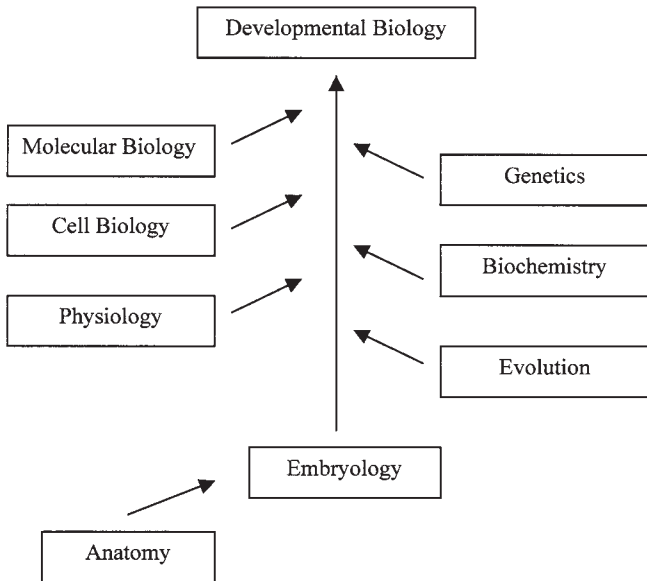 Developmental Biology
Molecular Biology
Genetics
Cell Biology
Biochemistry
Physiology
Evolution
Embryology
Anatomy